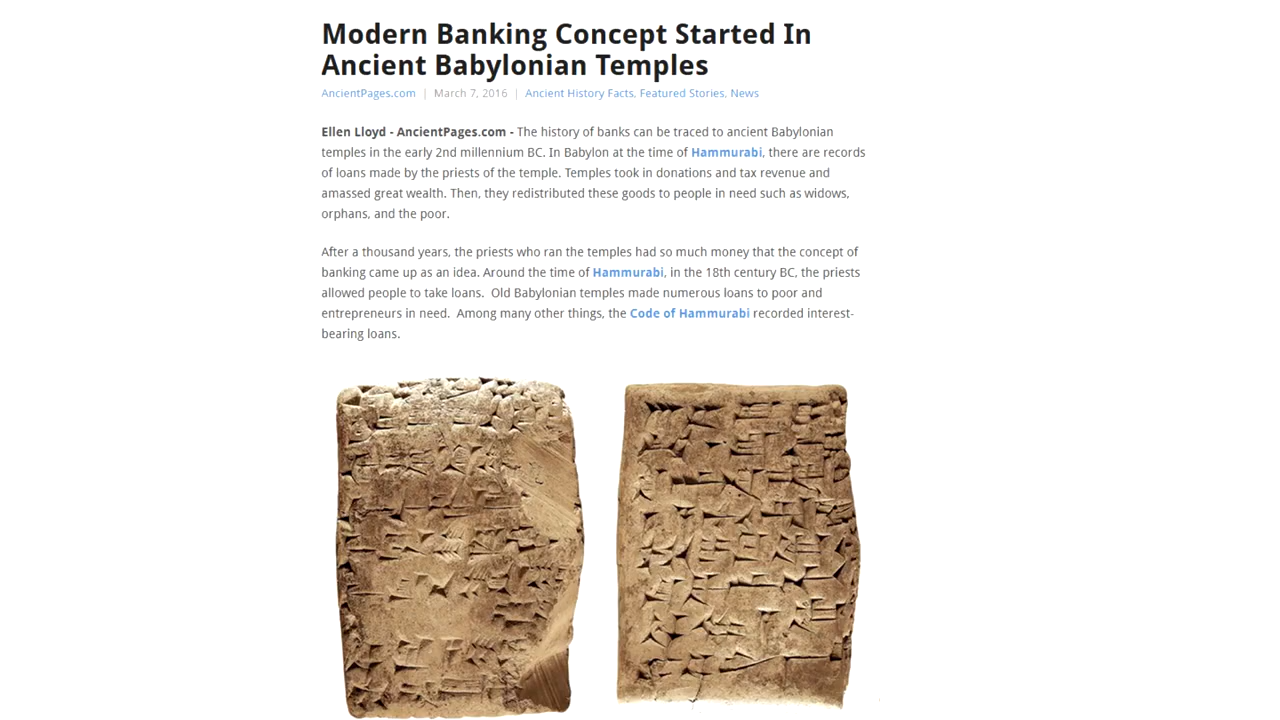 Modern Banking Concept Started In
Ancient Babylonian Temples
AncientPages.com | March 7, 2016 | Ancient History Facts, Featured Stories, News
Ellen Lloyd - AncientPages.com - The history of banks can be traced to ancient Babylonian
temples in the early 2nd millennium BC. In Babylon at the time of Hammurabi, there are records
of loans made by the priests of the temple. Temples took in donations and tax revenue and
amassed great wealth. Then, they redistributed these goods to people in need such as widows,
orphans, and the poor.
After a thousand years, the priests who ran the temples had so much money that the concept of
banking came up as an idea. Around the time of Hammurabi, in the 18th century BC, the priests
allowed people to take loans.  Old Babylonian temples made numerous loans to poor and
entrepreneurs in need.  Among many other things, the Code of Hammurabi recorded interest-
bearing loans.